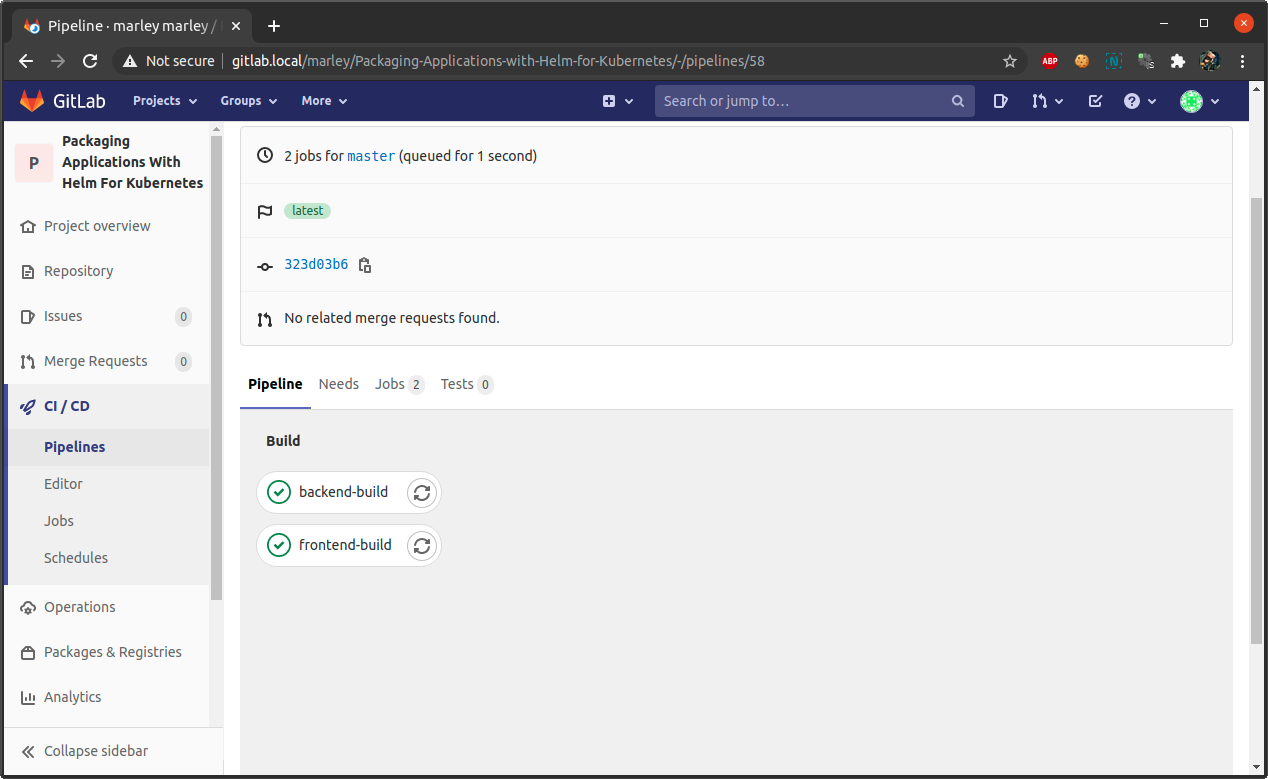 Pipeline · marley marley /
Not secure
gitlab.local/marley/Packaging-Applications-with-Helm-for-Kubernetes/-/pipelines/58
ABP
N
GitLab
Projects
Groups
More
Search or jump to…
P
Packaging
Applications With
Helm For Kubernetes
Project overview
Repository
Issues 0
Merge Requests 0
CI / CD
Pipelines
Editor
Jobs
Schedules
Operations
Packages & Registries
Analytics
Collapse sidebar
2 jobs for master (queued for 1 second)
latest
323d03b6
No related merge requests found.
Pipeline Needs Jobs 2 Tests 0
Build
backend-build
frontend-build